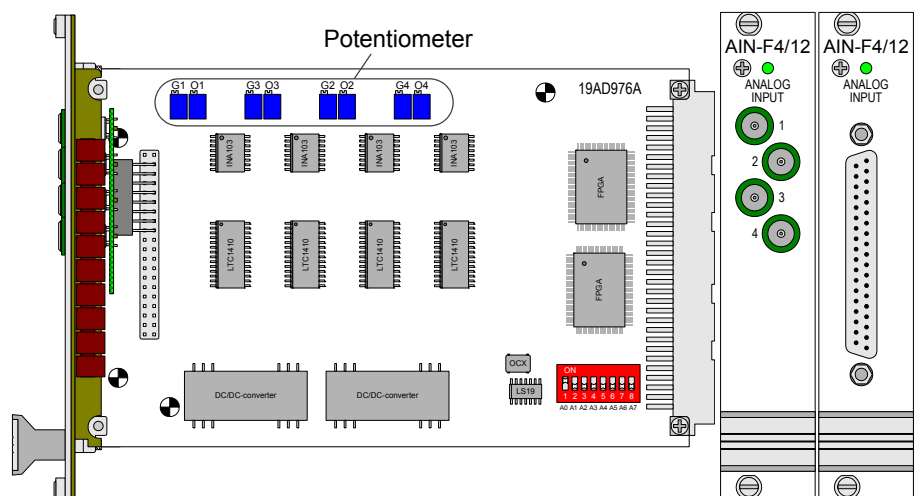 Potentiometer
G1 O1 G3 O3 G2 O2 G4 O4
19AD976A
INA103 INA103 INA103 INA103
FPGA
LTC1410 LTC1410 LTC1410 LTC1410
FPGA
DC/DC-converter DC/DC-converter
OCX
LS19
ON
1 2 3 4 5 6 7 8
A0 A1 A2 A3 A4 A5 A6 A7
AIN-F4/12
ANALOG
INPUT
1
2
3
4
AIN-F4/12
ANALOG
INPUT